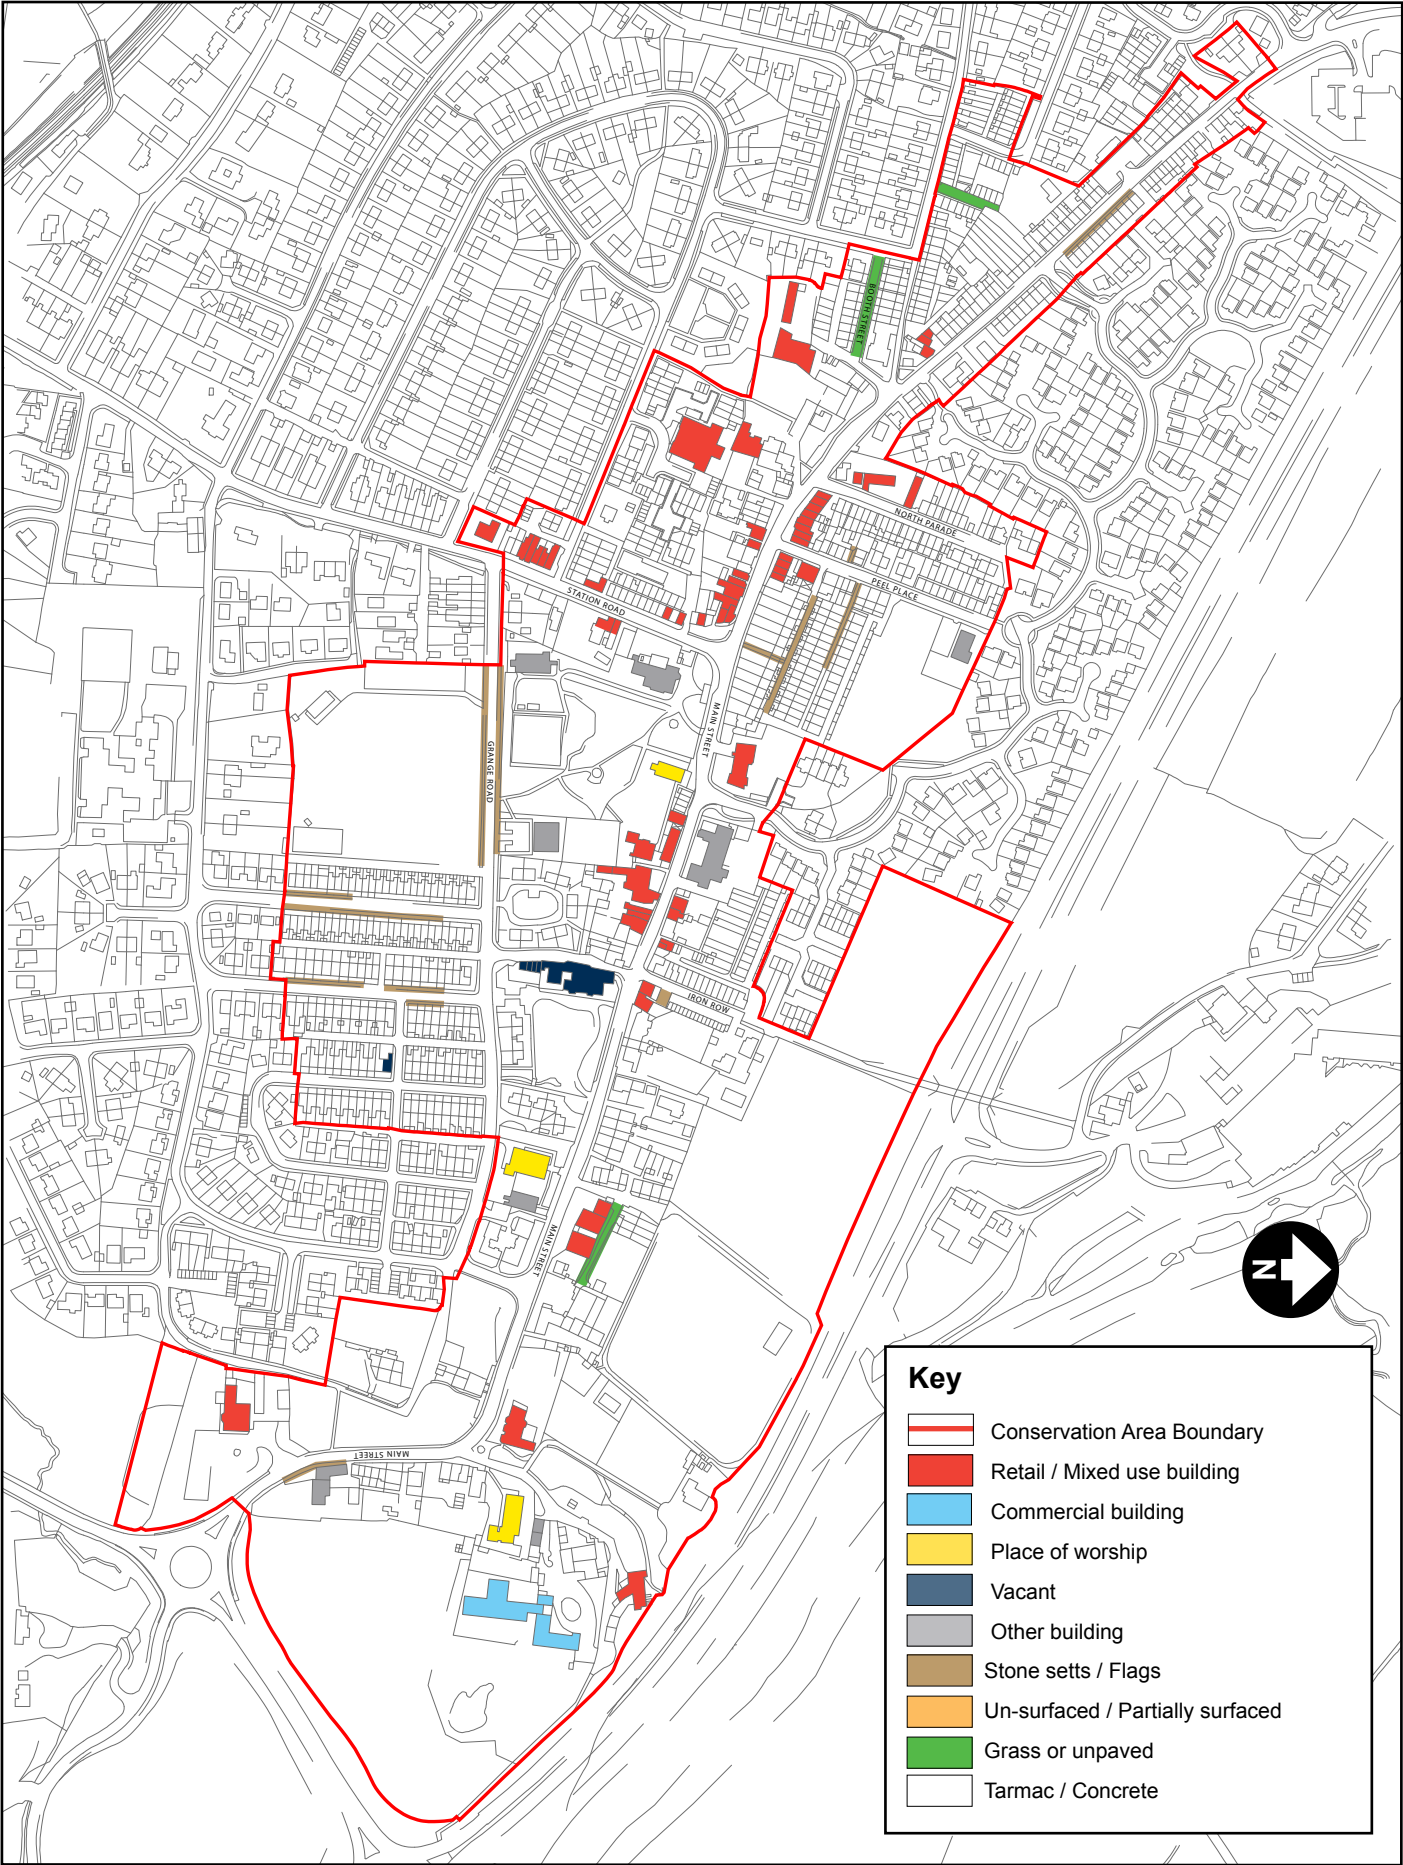 BOOTH STREET
NORTH PARADE
PEEL PLACE
STATION ROAD
MAIN STREET
GRANGE ROAD
IRON ROW
MAIN STREET
N
MAIN STREET
Key
Conservation Area Boundary
Retail / Mixed use building
Commercial building
Place of worship
Vacant
Other building
Stone setts / Flags
Un-surfaced / Partially surfaced
Grass or unpaved
Tarmac / Concrete